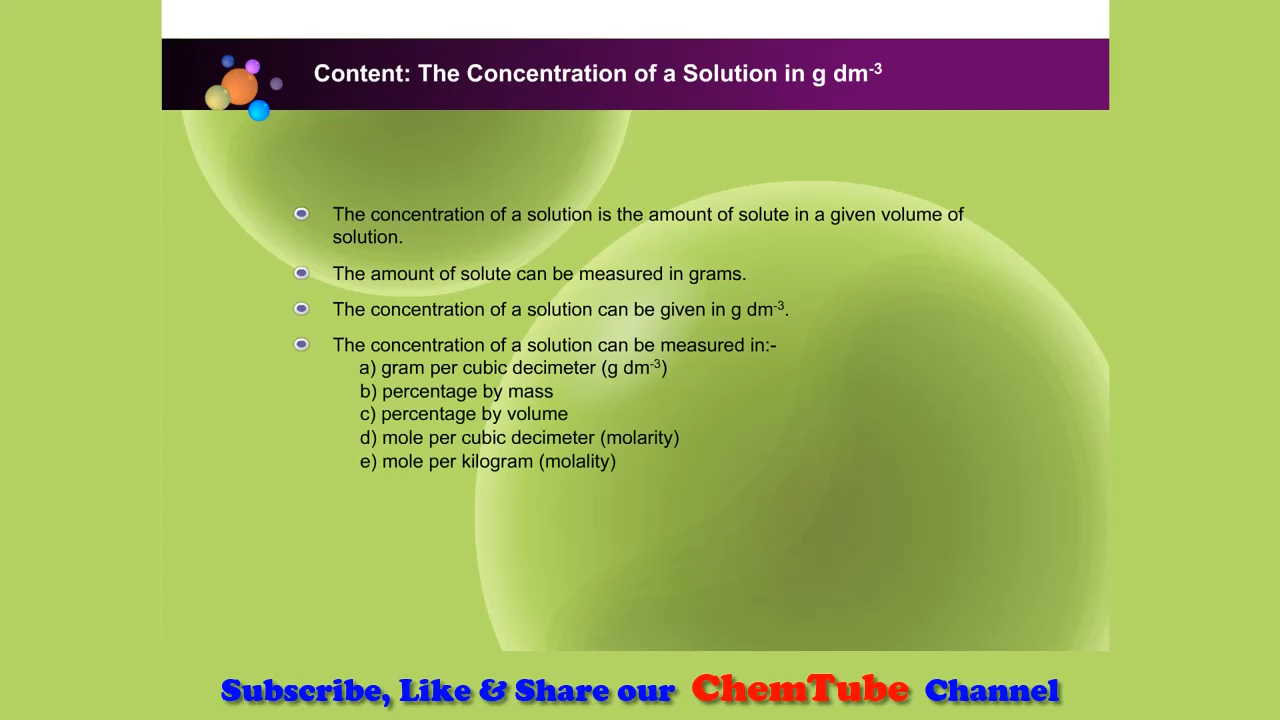 Content: The Concentration of a Solution in g dm⁻³
The concentration of a solution is the amount of solute in a given volume of
solution.
The amount of solute can be measured in grams.
The concentration of a solution can be given in g dm⁻³.
The concentration of a solution can be measured in:-
a) gram per cubic decimeter (g dm⁻³)
b) percentage by mass
c) percentage by volume
d) mole per cubic decimeter (molarity)
e) mole per kilogram (molality)
Subscribe, Like & Share our ChemTube Channel